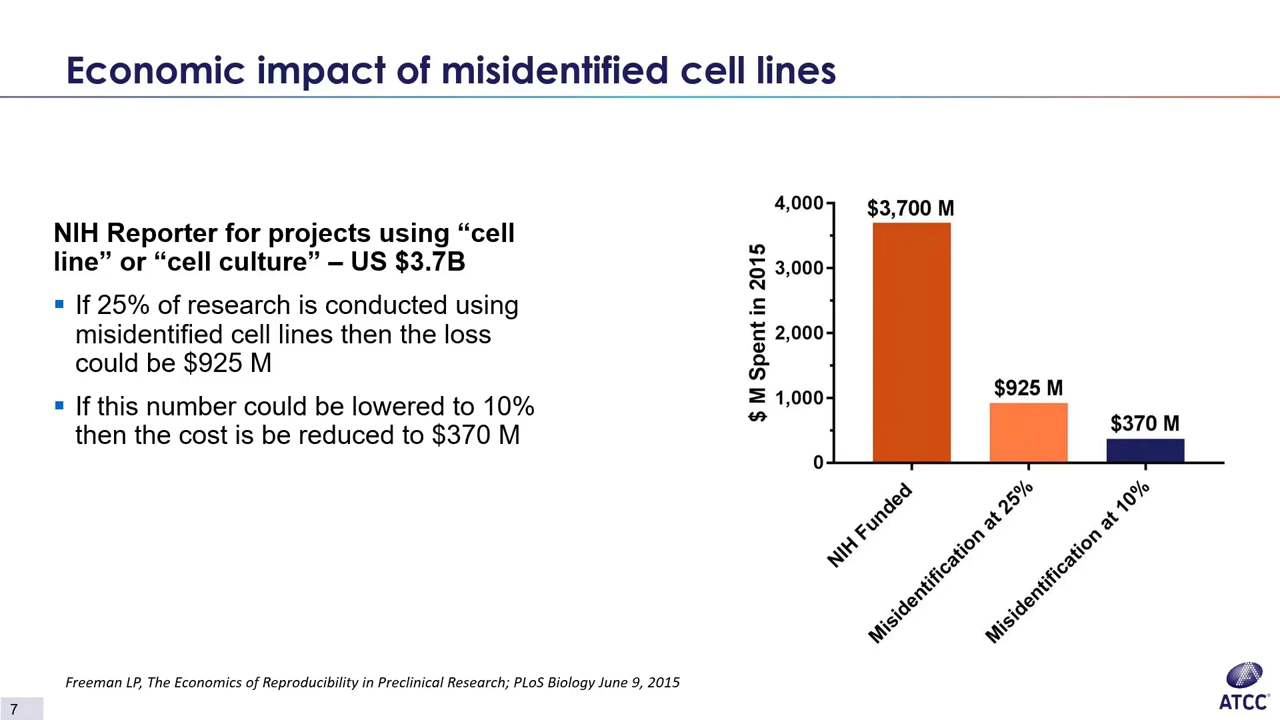 Economic impact of misidentified cell lines
NIH Reporter for projects using “cell
line” or “cell culture” – US $3.7B
▪ If 25% of research is conducted using
misidentified cell lines then the loss
could be $925 M
▪ If this number could be lowered to 10%
then the cost is be reduced to $370 M
$ M Spent in 2015
4,000
3,000
2,000
1,000
0
$3,700 M
$925 M
$370 M
NIH Funded
Misidentification at 25%
Misidentification at 10%
Freeman LP, The Economics of Reproducibility in Preclinical Research; PLoS Biology June 9, 2015
7
ATCC